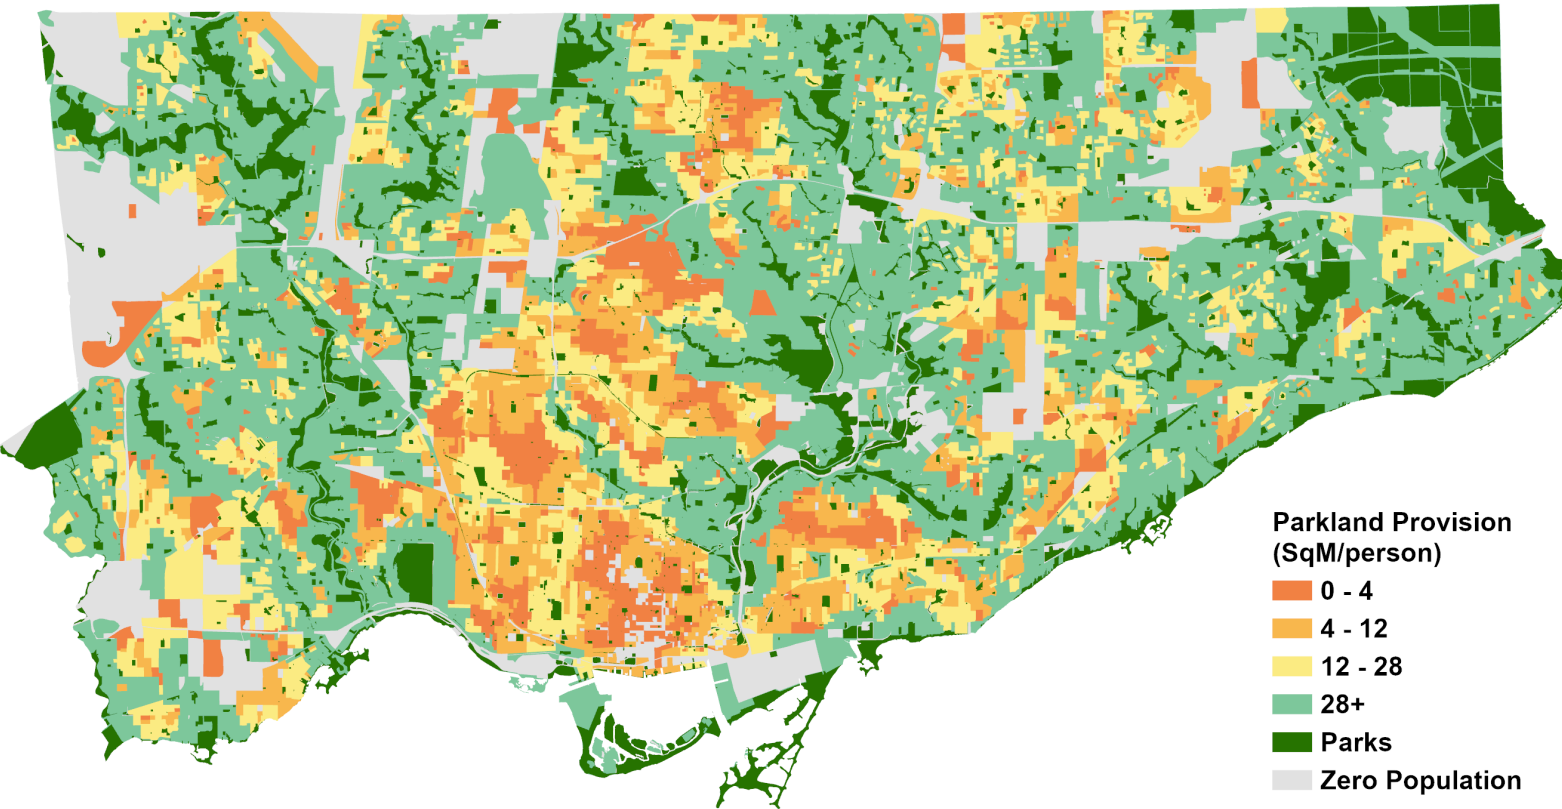 Parkland Provision
(SqM/person)
0 - 4
4 - 12
12 - 28
28+
Parks
Zero Population